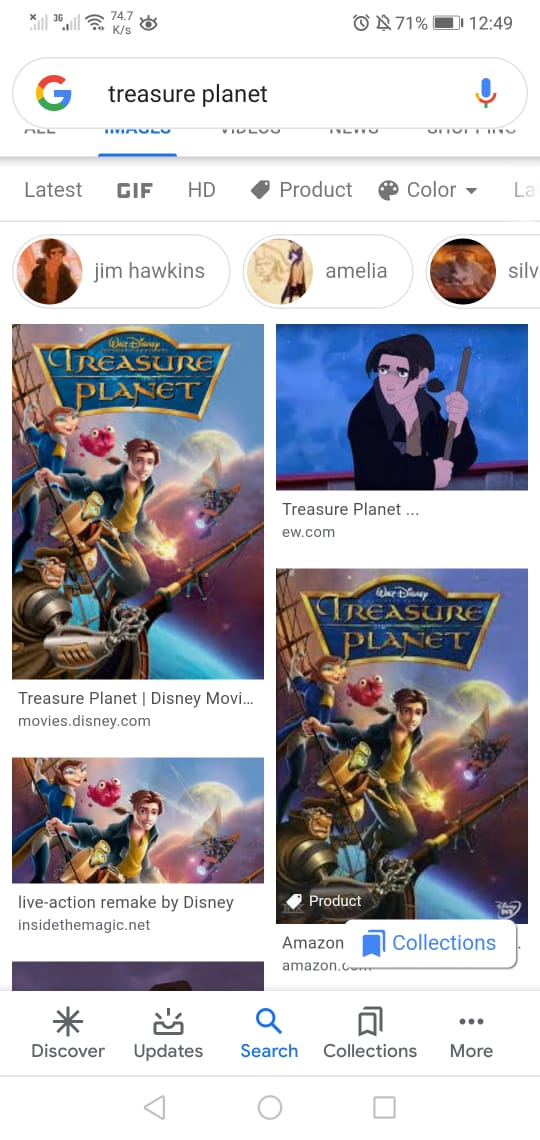 3G 74.7 K/s 71% 12:49
treasure planet
ALL IMAGES VIDEOS NEWS SHOPPING
Latest GIF HD Product Color La
jim hawkins amelia silv
WALT DISNEY
TREASURE
PLANET
Treasure Planet | Disney Movi...
movies.disney.com
Treasure Planet ...
ew.com
WALT DISNEY
TREASURE
PLANET
Product
Disney
DVD
live-action remake by Disney
insidethemagic.net
Amazon .
amazon.c...
Collections
Discover Updates Search Collections More